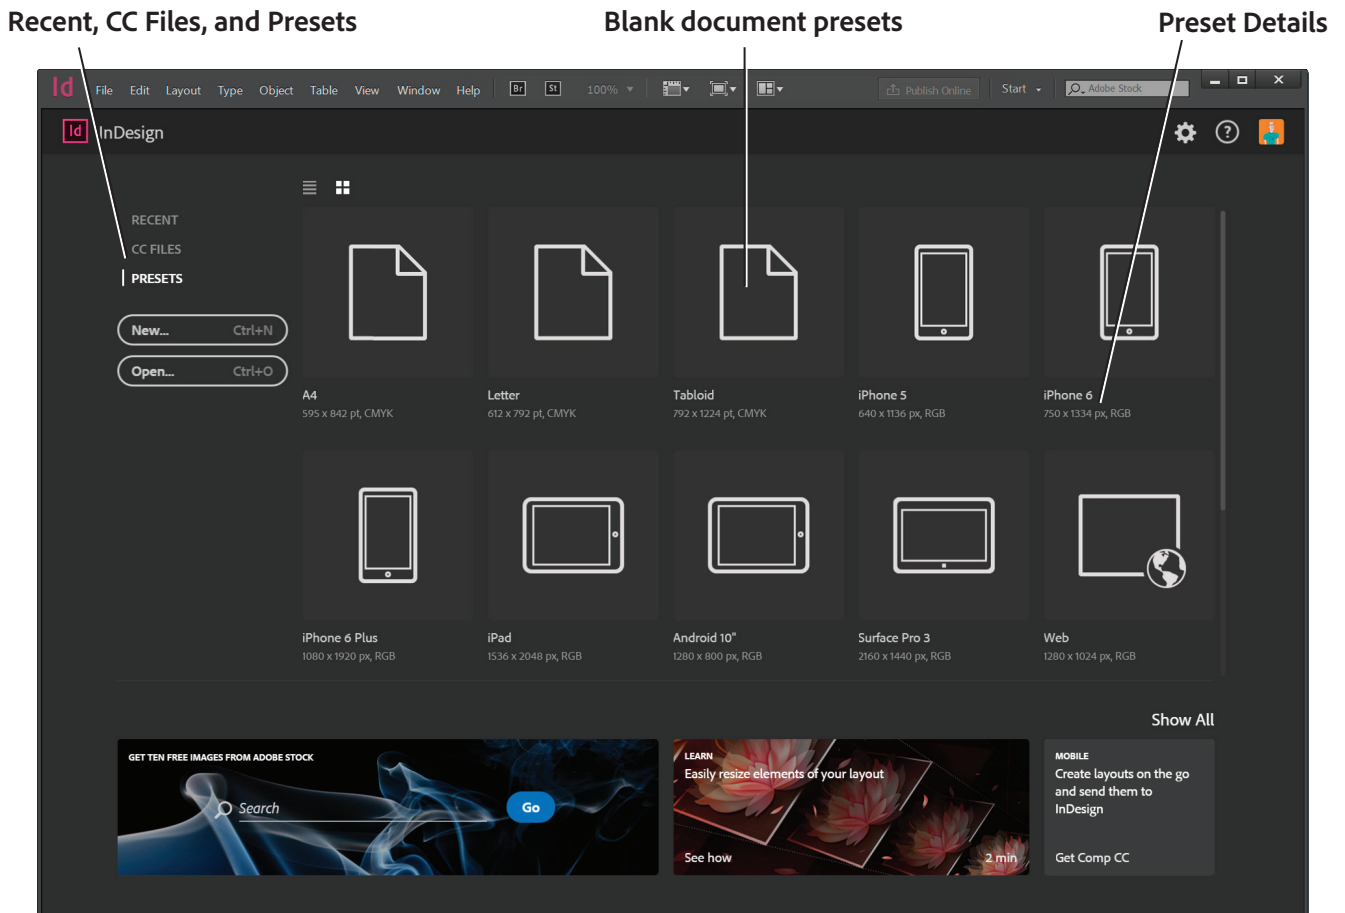 Recent, CC Files, and Presets
Blank document presets
Preset Details
Id File Edit Layout Type Object Table View Window Help Br St 100% Publish Online Start Adobe Stock
Id InDesign ?
RECENT
CC FILES
PRESETS
New... Ctrl+N
Open... Ctrl+O
A4 Letter Tabloid iPhone 5 iPhone 6
595 x 842 pt, CMYK 612 x 792 pt, CMYK 792 x 1224 pt, CMYK 640 x 1136 px, RGB 750 x 1334 px, RGB
iPhone 6 Plus iPad Android 10" Surface Pro 3 Web
1080 x 1920 px, RGB 1536 x 2048 px, RGB 1280 x 800 px, RGB 2160 x 1440 px, RGB 1280 x 1024 px, RGB
Show All
GET TEN FREE IMAGES FROM ADOBE STOCK
Search Go
LEARN
Easily resize elements of your layout
See how 2 min
MOBILE
Create layouts on the go
and send them to
InDesign
Get Comp CC